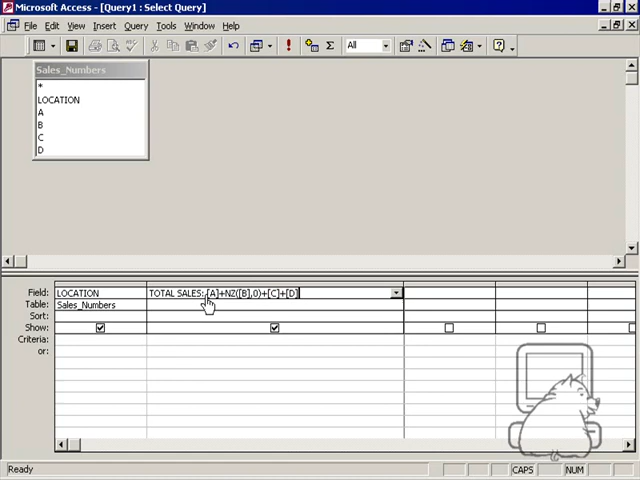 Microsoft Access - [Query1 : Select Query]
File Edit View Insert Query Tools Window Help
All
Sales_Numbers
*
LOCATION
A
B
C
D
Field: LOCATION TOTAL SALES: [A]+NZ([B],0)+[C]+[D]
Table: Sales_Numbers
Sort:
Show:
Criteria:
or:
Ready CAPS NUM